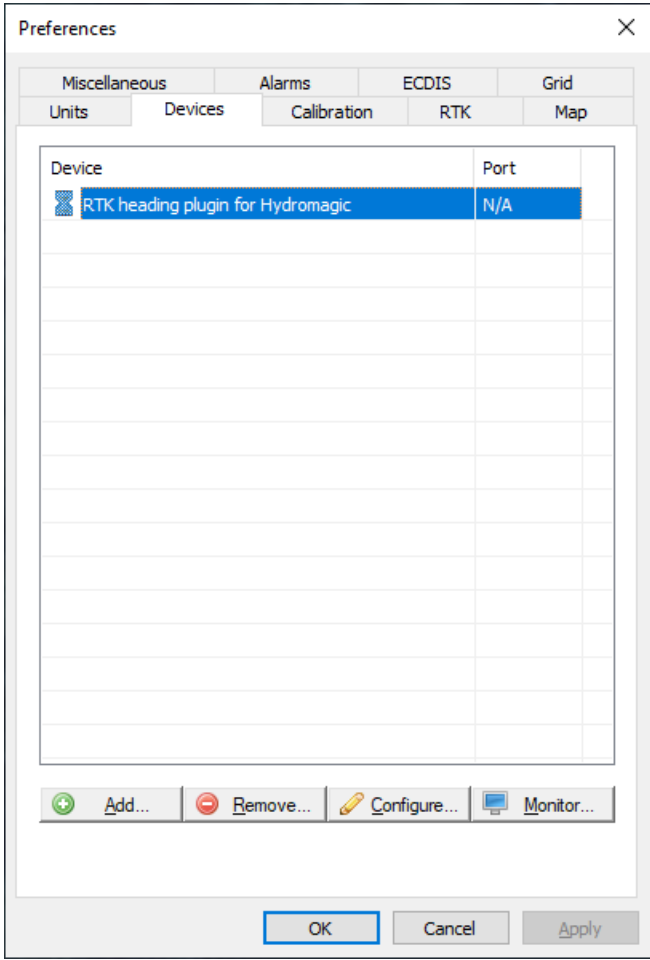 Preferences
Miscellaneous Alarms ECDIS Grid
Units Devices Calibration RTK Map
Device Port
RTK heading plugin for Hydromagic N/A
Add... Remove... Configure... Monitor...
OK Cancel Apply